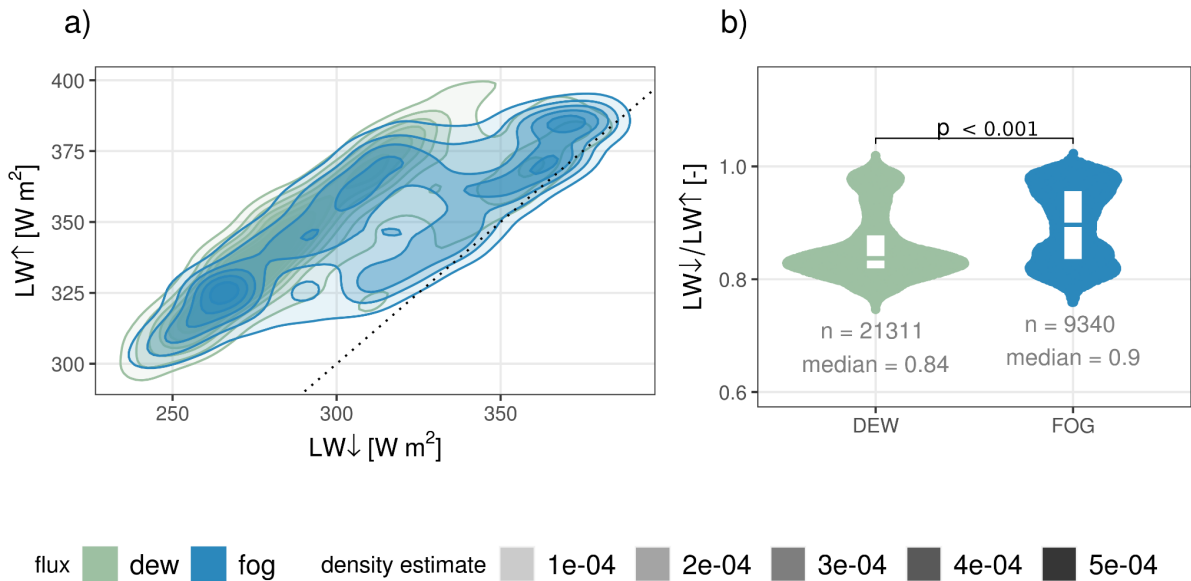 a)
b)
LW↑ [W m²]
400
375
350
325
300
250
300
350
LW↓ [W m²]
LW↓/LW↑ [-]
1.0
0.8
0.6
p < 0.001
n = 21311
median = 0.84
n = 9340
median = 0.9
DEW
FOG
flux dew fog density estimate 1e-04 2e-04 3e-04 4e-04 5e-04